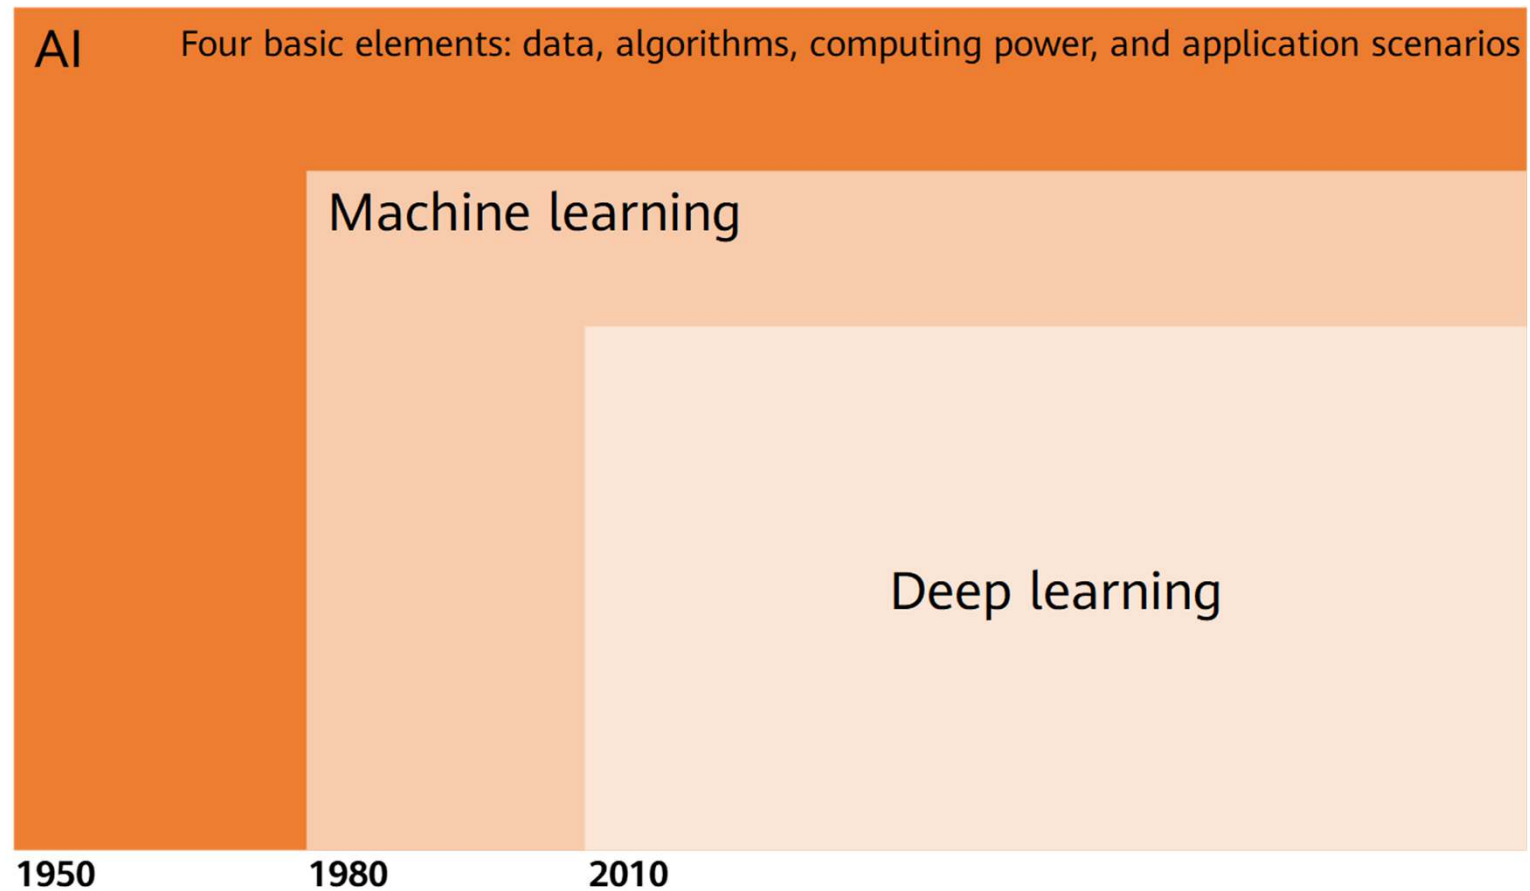 AI Four basic elements: data, algorithms, computing power, and application scenarios
Machine learning
Deep learning
1950 1980 2010